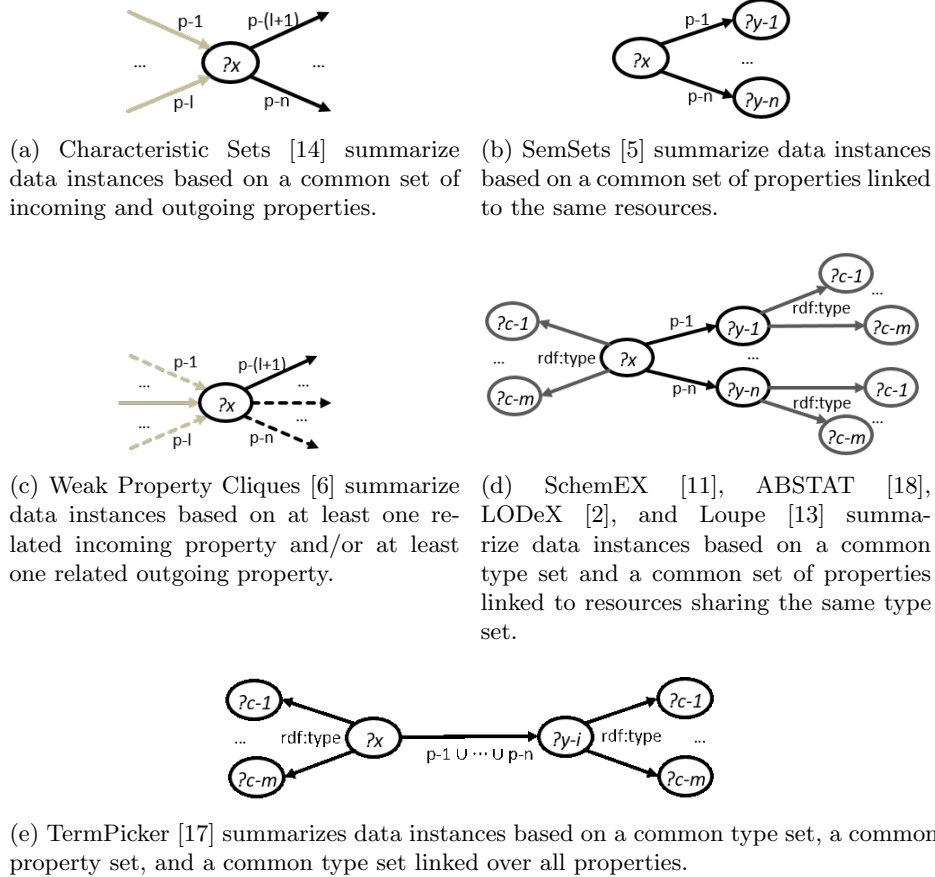 p-1
p-(l+1)
...
?x
...
p-l
p-n
p-1
?y-1
?x
...
p-n
?y-n
(a) Characteristic Sets [14] summarize
data instances based on a common set of
incoming and outgoing properties.
(b) SemSets [5] summarize data instances
based on a common set of properties linked
to the same resources.
p-1
p-(l+1)
...
...
?x
...
...
p-l
p-n
?c-1
...
?c-1
rdf:type
p-1
?y-1
?c-m
...
rdf:type
?x
...
?c-m
p-n
?y-n
?c-1
rdf:type
...
?c-m
(c) Weak Property Cliques [6] summarize
data instances based on at least one re-
lated incoming property and/or at least
one related outgoing property.
(d) SchemEX [11], ABSTAT [18],
LODeX [2], and Loupe [13] summa-
rize data instances based on a common
type set and a common set of properties
linked to resources sharing the same type
set.
?c-1
?c-1
...
rdf:type
?x
p-1 ∪ ⋯ ∪ p-n
?y-i
rdf:type
...
?c-m
?c-m
(e) TermPicker [17] summarizes data instances based on a common type set, a common
property set, and a common type set linked over all properties.